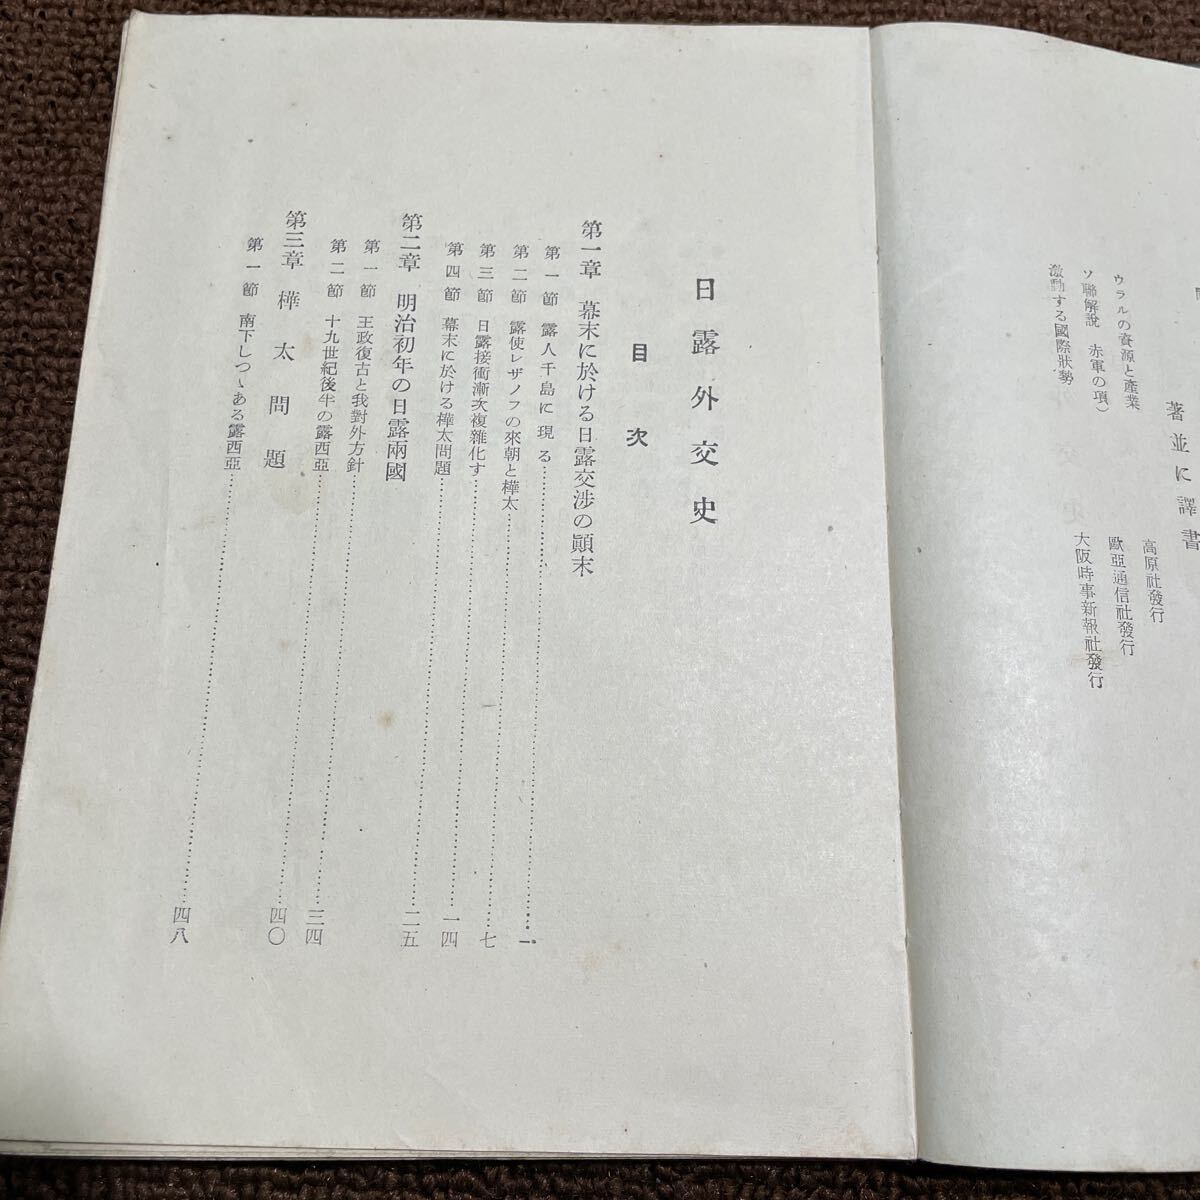 著並に譯書
ウラルの資源と産業 高原社發行
ソ聯解説 赤軍の項) 歐亞通信社發行
激動する國際狀勢 大阪時事新報社發行
日露外交史
目次
第一章 幕末に於ける日露交渉の顚末
第一節 露人千島に現る……一
第二節 露使レザノフの來朝と樺太……七
第三節 日露接衝漸次複雜化す……一四
第四節 幕末に於ける樺太問題……二五
第二章 明治初年の日露兩國
第一節 王政復古と我對外方針……三四
第二節 十九世紀後半の露西亞……四〇
第三章 樺太問題
第一節 南下しつゝある露西亞……四八